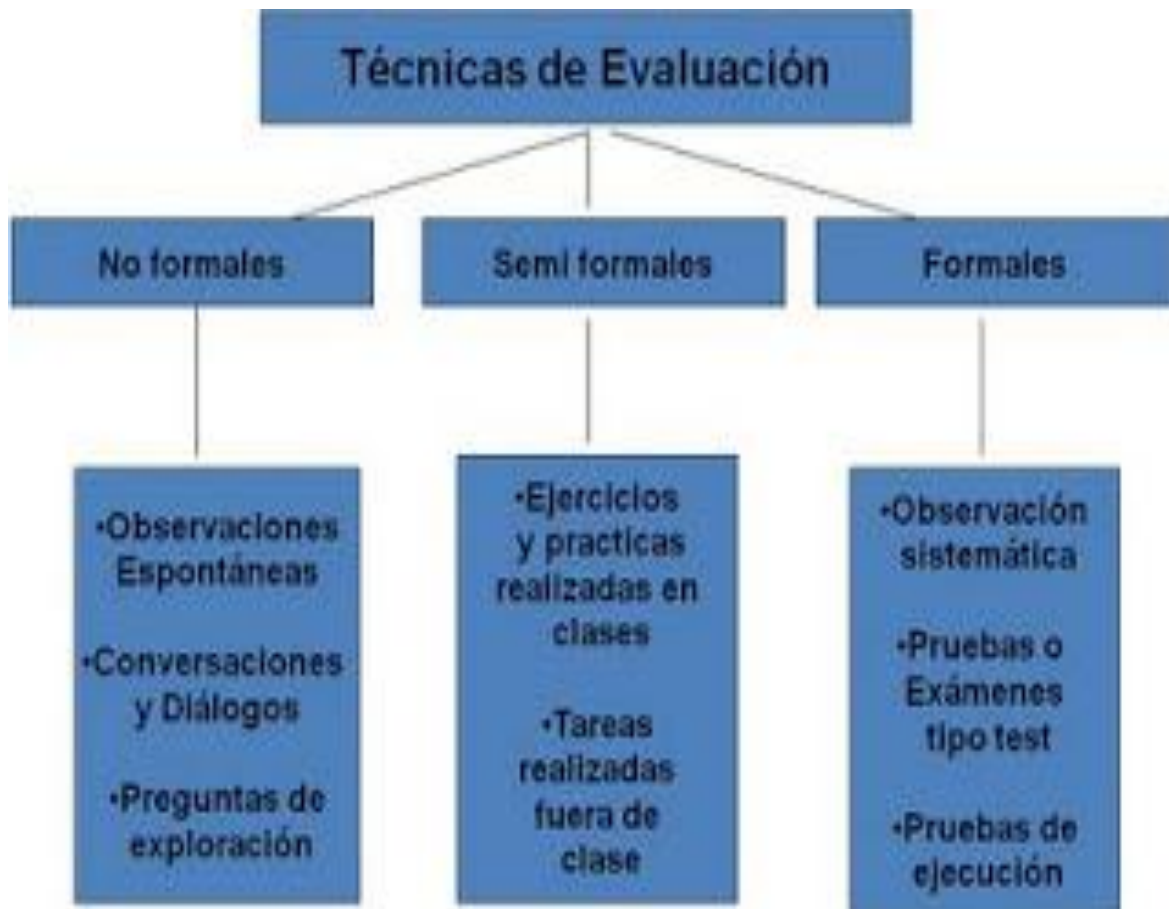 Técnicas de Evaluación
No formales
Semi formales
Formales
•Observaciones
Espontáneas
•Conversaciones
y Diálogos
•Preguntas de
exploración
•Ejercicios
y practicas
realizadas en
clases
•Tareas
realizadas
fuera de
clase
•Observación
sistemática
•Pruebas o
Exámenes
tipo test
•Pruebas de
ejecución